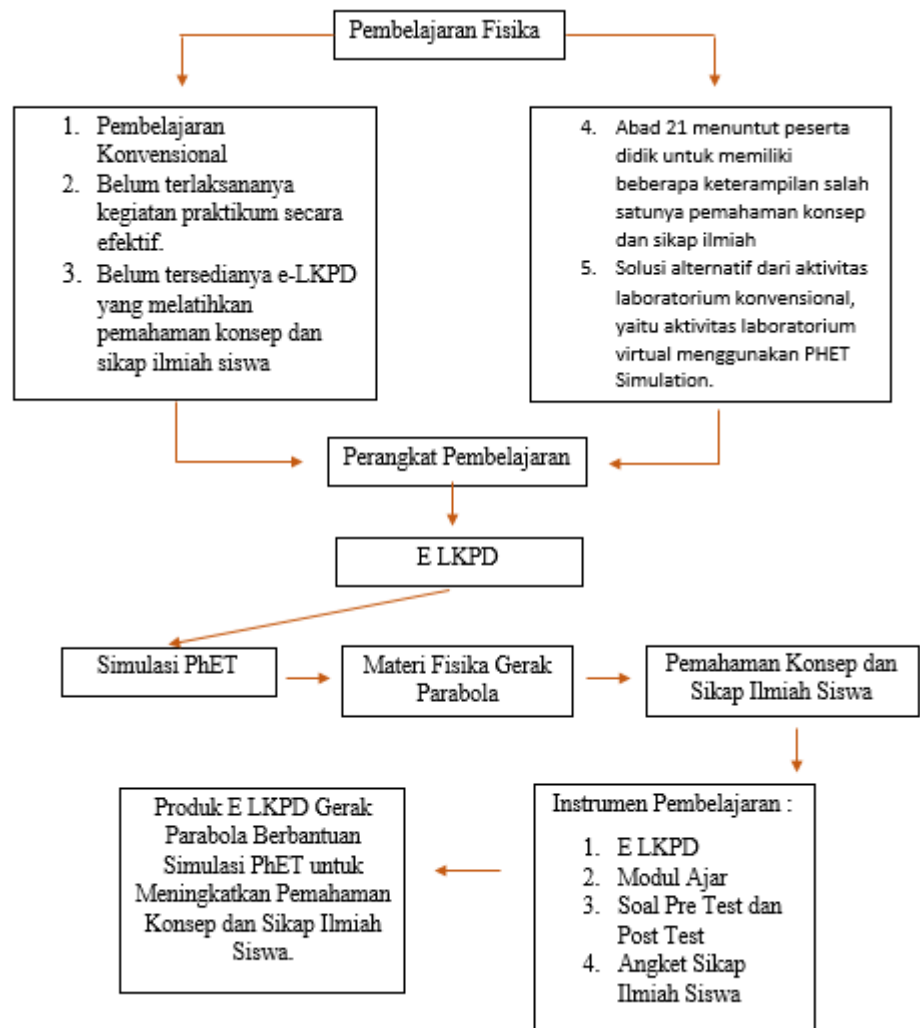 Pembelajaran Fisika
1. Pembelajaran
Konvensional
2. Belum terlaksananya
kegiatan praktikum secara
efektif.
3. Belum tersedianya e-LKPD
yang melatihkan
pemahaman konsep dan
sikap ilmiah siswa
4. Abad 21 menuntut peserta
didik untuk memiliki
beberapa keterampilan salah
satunya pemahaman konsep
dan sikap ilmiah
5. Solusi alternatif dari aktivitas
laboratorium konvensional,
yaitu aktivitas laboratorium
virtual menggunakan PHET
Simulation.
Perangkat Pembelajaran
E LKPD
Simulasi PhET
Materi Fisika Gerak
Parabola
Pemahaman Konsep dan
Sikap Ilmiah Siswa
Produk E LKPD Gerak
Parabola Berbantuan
Simulasi PhET untuk
Meningkatkan Pemahaman
Konsep dan Sikap Ilmiah
Siswa.
Instrumen Pembelajaran :
1. E LKPD
2. Modul Ajar
3. Soal Pre Test dan
Post Test
4. Angket Sikap
Ilmiah Siswa